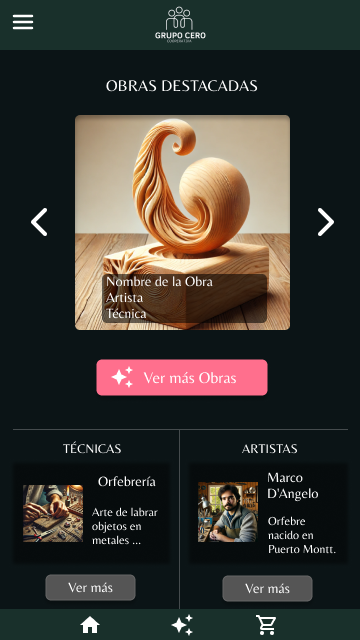 GRUPO CERO
OBRAS DESTACADAS
Nombre de la Obra
Artista
Técnica
Ver más Obras
TÉCNICAS
Orfebrería
Arte de labrar
objetos en
metales ...
Ver más
ARTISTAS
Marco
D'Angelo
Orfebre
nacido en
Puerto Montt.
Ver más